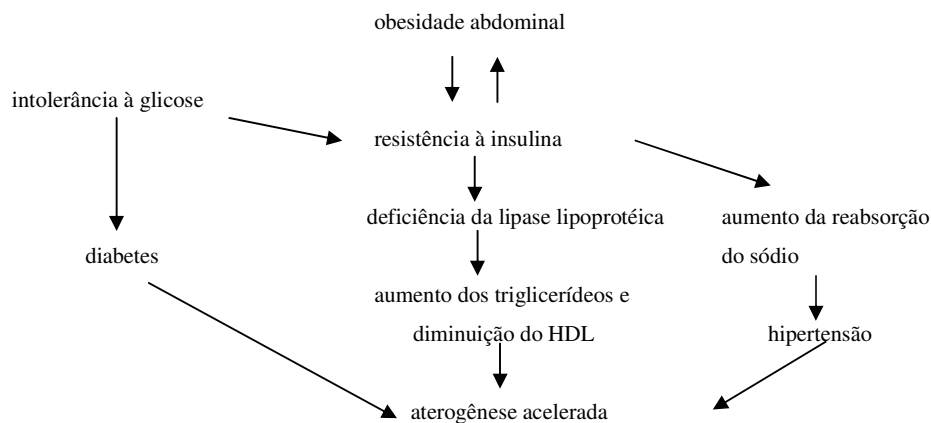 obesidade abdominal
intolerância à glicose
resistência à insulina
deficiência da lipase lipoprotéica
aumento da reabsorção
do sódio
diabetes
aumento dos triglicerídeos e
diminuição do HDL
hipertensão
aterogênese acelerada